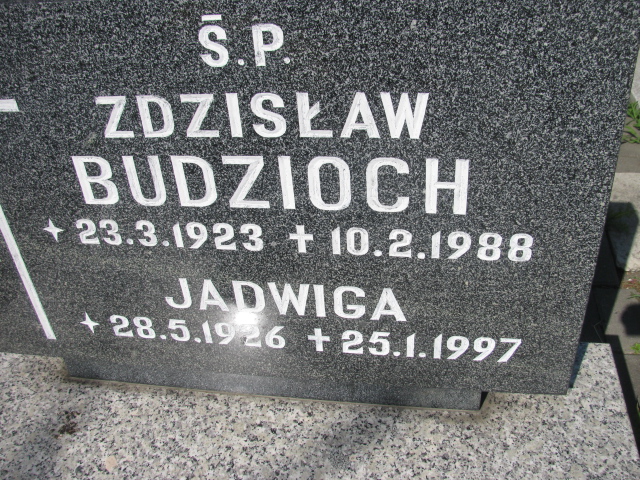 Ś.P.
ZDZISŁAW
BUDZIOCH
✦ 23.3.1923 ✝ 10.2.1988
JADWIGA
✦ 28.5.1926 ✝ 25.1.1997